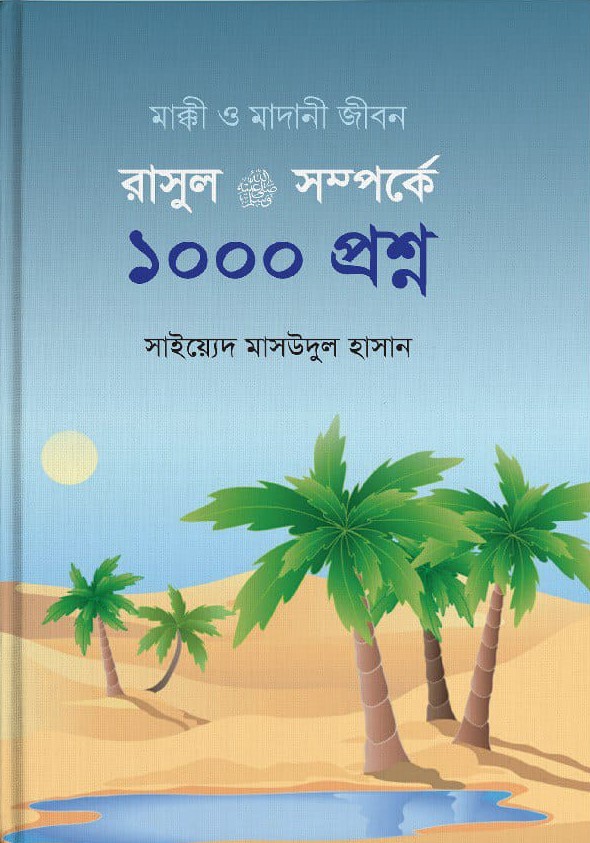 মাক্কী ও মাদানী জীবন
রাসুল ﷺ সম্পর্কে
১০০০ প্রশ্ন
সাইয়্যেদ মাসউদুল হাসান